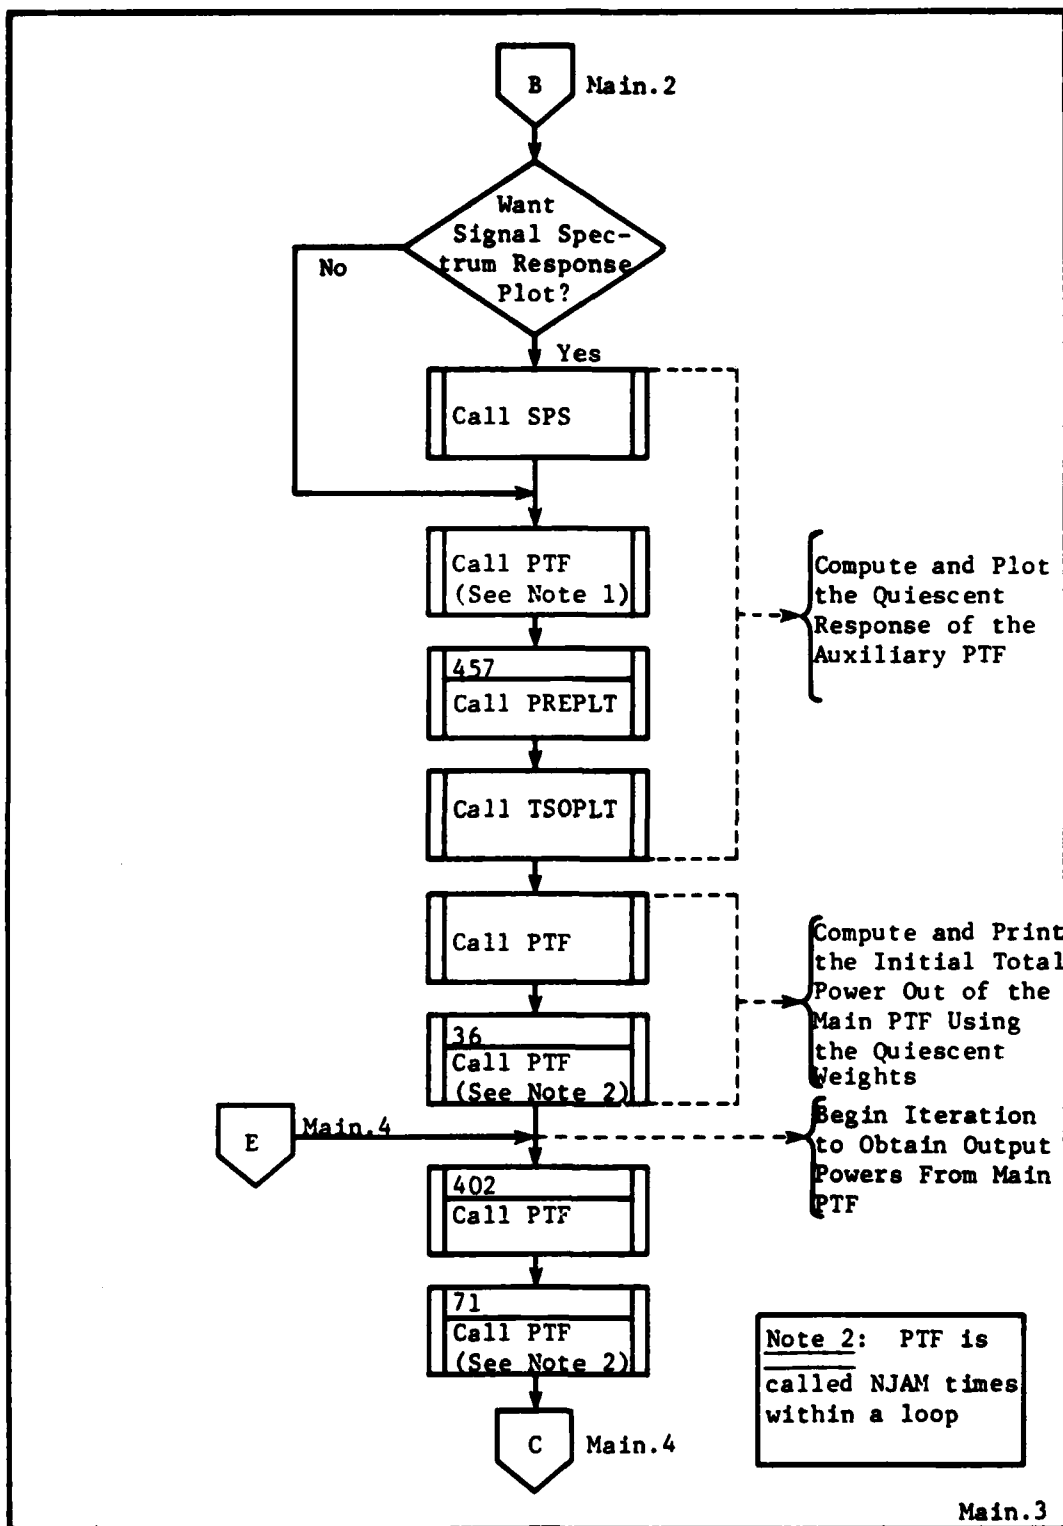 B
Main.2
Want
Signal Spec-
trum Response
Plot?
No
Yes
Call SPS
Call PTF
(See Note 1)
457
Call PREPLT
Call TSOPLT
Compute and Plot
the Quiescent
Response of the
Auxiliary PTF
Call PTF
36
Call PTF
(See Note 2)
Compute and Print
the Initial Total
Power Out of the
Main PTF Using
the Quiescent
Weights
E
Main.4
Begin Iteration
to Obtain Output
Powers From Main
PTF
402
Call PTF
71
Call PTF
(See Note 2)
C
Main.4
Note 2: PTF is
called NJAM times
within a loop
Main.3